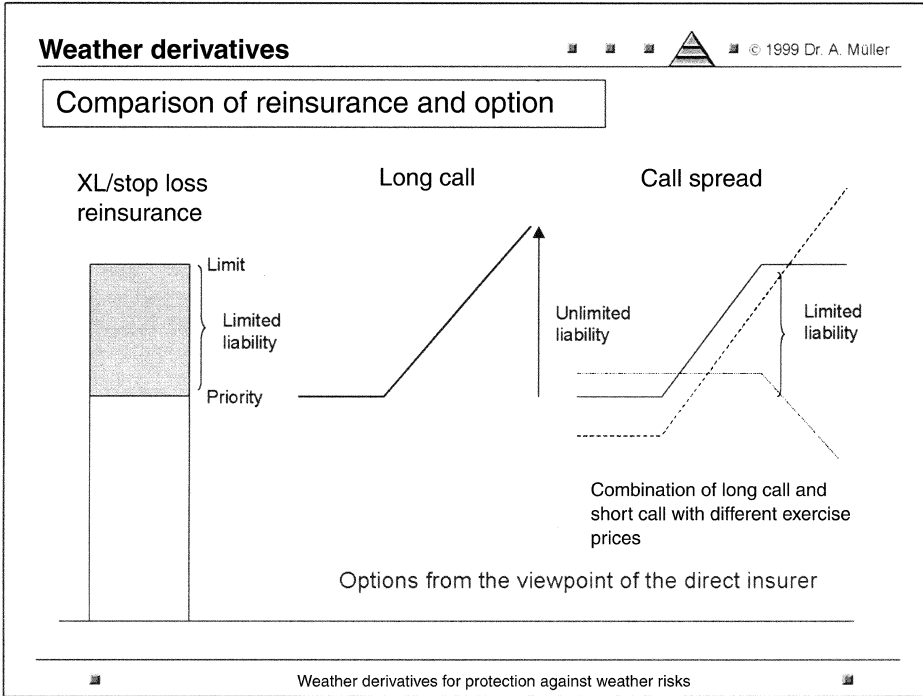 Weather derivatives
© 1999 Dr. A. Müller
Comparison of reinsurance and option
XL/stop loss
reinsurance
Limit
Limited
liability
Priority
Long call
Unlimited
liability
Call spread
Limited
liability
Combination of long call and
short call with different exercise
prices
Options from the viewpoint of the direct insurer
Weather derivatives for protection against weather risks